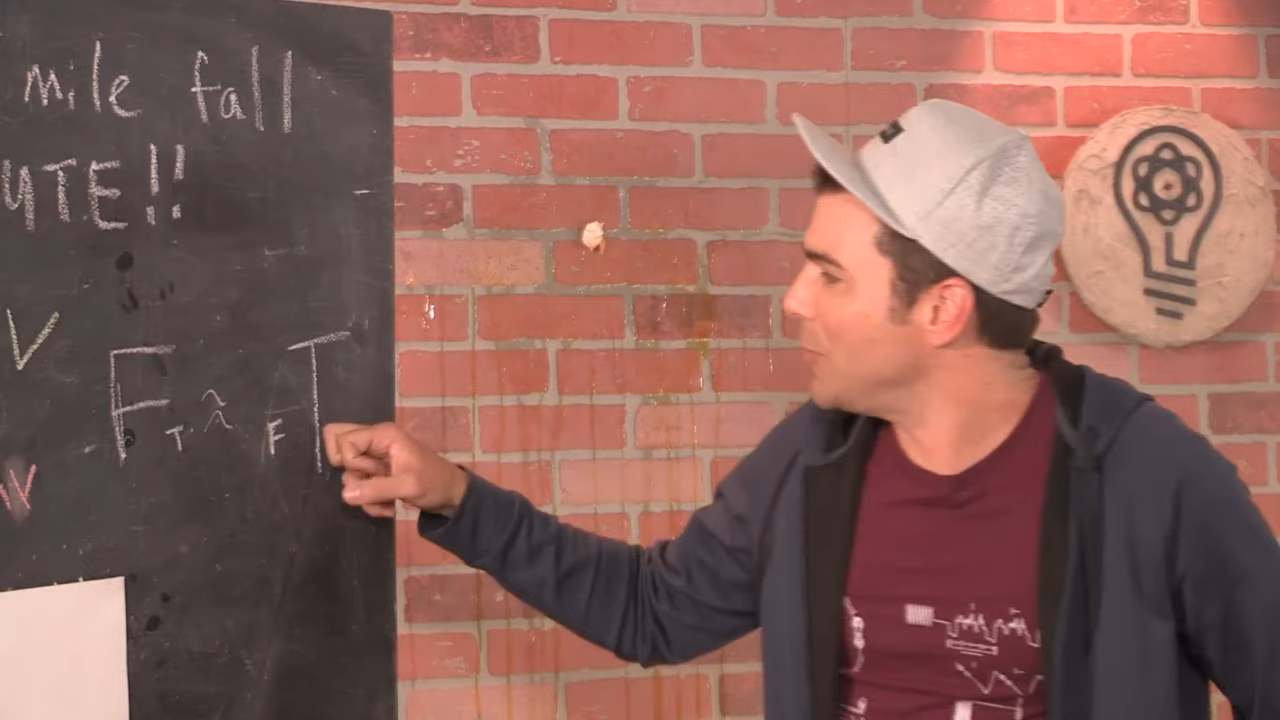 mile fall
UTE!!
V
F T ≈ F T
W